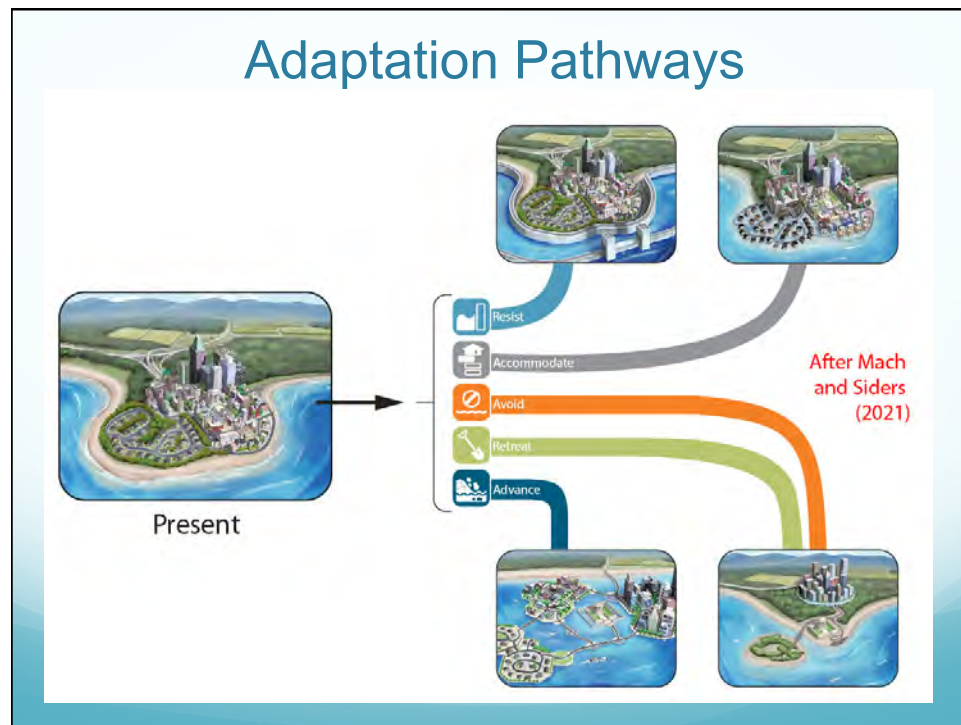 Adaptation Pathways
Resist
Accommodate
Avoid
Retreat
Advance
After Mach
and Siders
(2021)
Present